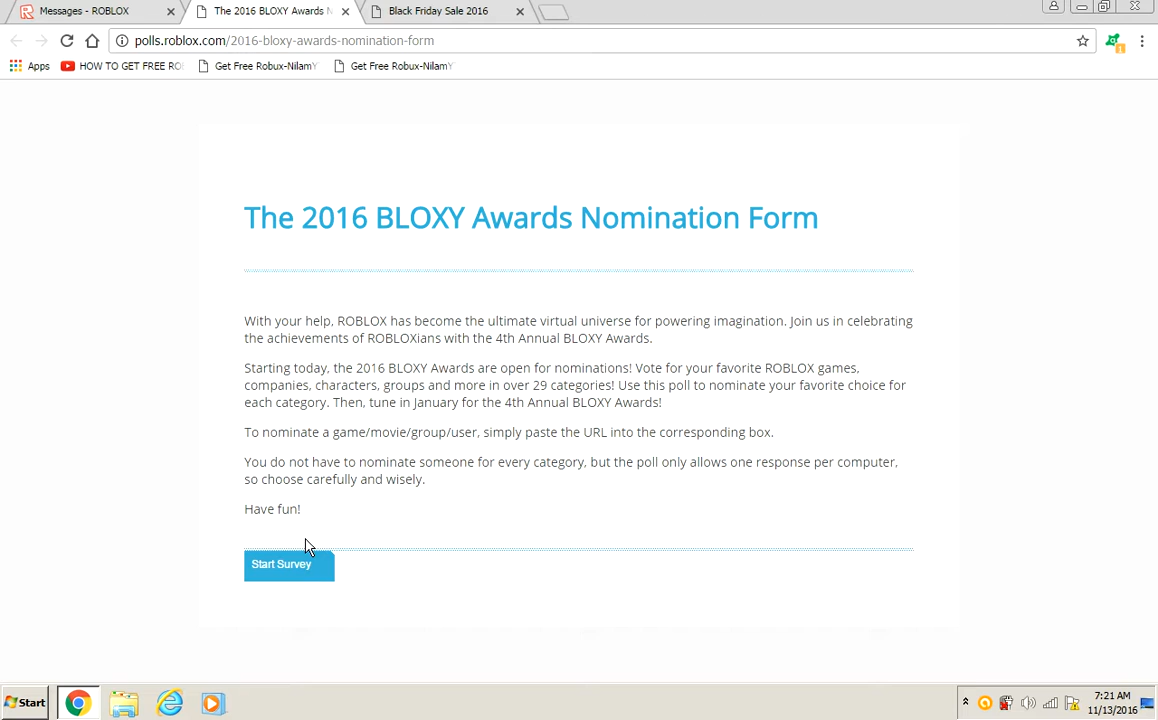 Messages - ROBLOX
The 2016 BLOXY Awards N
Black Friday Sale 2016
polls.roblox.com/2016-bloxy-awards-nomination-form
Apps
HOW TO GET FREE RO
Get Free Robux-NilamY
Get Free Robux-NilamY
The 2016 BLOXY Awards Nomination Form
With your help, ROBLOX has become the ultimate virtual universe for powering imagination. Join us in celebrating
the achievements of ROBLOXians with the 4th Annual BLOXY Awards.
Starting today, the 2016 BLOXY Awards are open for nominations! Vote for your favorite ROBLOX games,
companies, characters, groups and more in over 29 categories! Use this poll to nominate your favorite choice for
each category. Then, tune in January for the 4th Annual BLOXY Awards!
To nominate a game/movie/group/user, simply paste the URL into the corresponding box.
You do not have to nominate someone for every category, but the poll only allows one response per computer,
so choose carefully and wisely.
Have fun!
Start Survey
Start
7:21 AM
11/13/2016